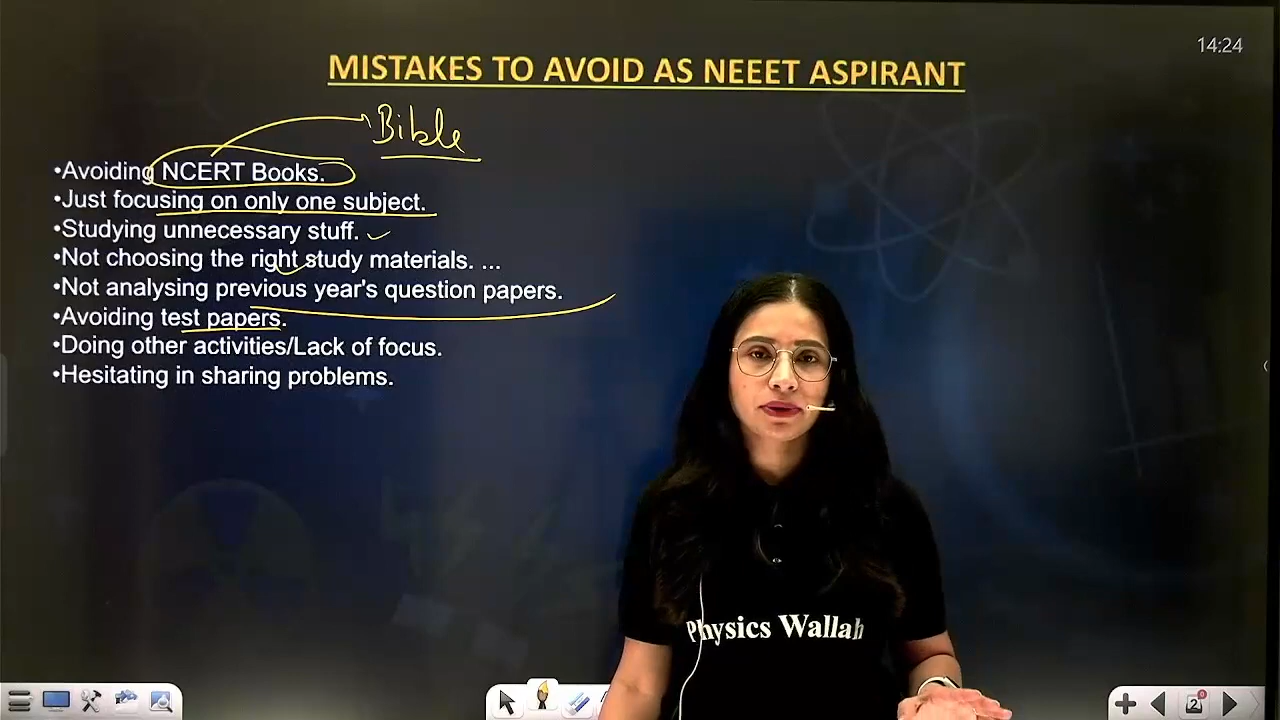 14:24
MISTAKES TO AVOID AS NEEET ASPIRANT
Bible
•Avoiding NCERT Books.
•Just focusing on only one subject.
•Studying unnecessary stuff.
•Not choosing the right study materials. ...
•Not analysing previous year's question papers.
•Avoiding test papers.
•Doing other activities/Lack of focus.
•Hesitating in sharing problems.
Physics Wallah
2